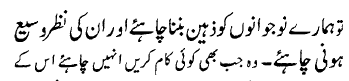 تو ہمارے نوجوانوں کو ذہین بننا چاہئے اور ان کی نظر وسیع
ہونی چاہئے۔ وہ جب بھی کوئی کام کریں انہیں چاہئے اس کے